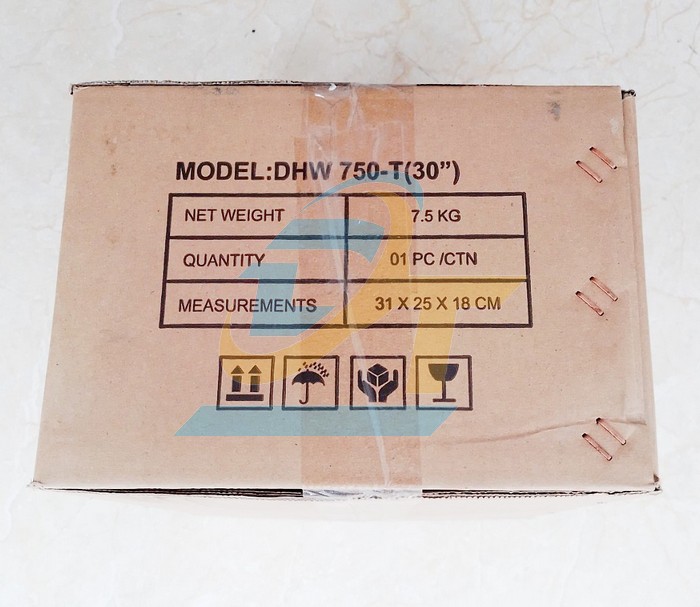 MODEL:DHW 750-T(30”)
NET WEIGHT 7.5 KG
QUANTITY 01 PC /CTN
MEASUREMENTS 31 X 25 X 18 CM